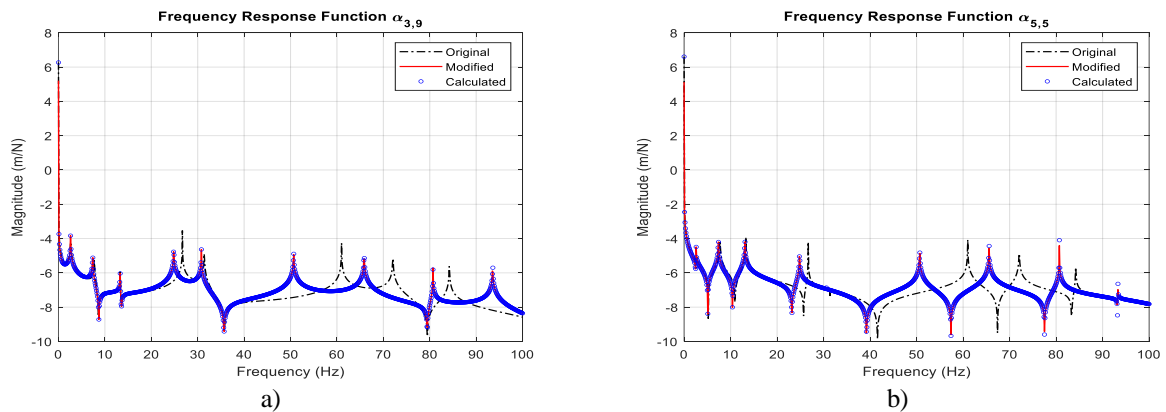 Frequency Response Function α3,9
Magnitude (m/N)
8
6
4
2
0
-2
-4
-6
-8
-10
Original
Modified
Calculated
0 10 20 30 40 50 60 70 80 90 100
Frequency (Hz)
a)
Frequency Response Function α5,5
Magnitude (m/N)
8
6
4
2
0
-2
-4
-6
-8
-10
Original
Modified
Calculated
0 10 20 30 40 50 60 70 80 90 100
Frequency (Hz)
b)